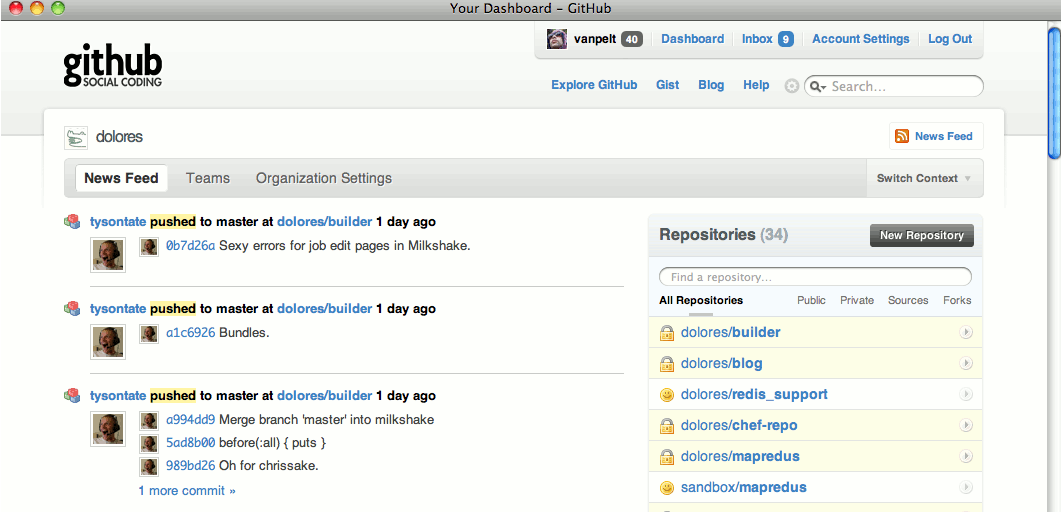 Your Dashboard – GitHub
vanpelt 40 Dashboard Inbox 9 Account Settings Log Out
github
SOCIAL CODING
Explore GitHub Gist Blog Help Search...
dolores
News Feed
News Feed Teams Organization Settings Switch Context
tysontate pushed to master at dolores/builder 1 day ago
0b7d26a Sexy errors for job edit pages in Milkshake.
tysontate pushed to master at dolores/builder 1 day ago
a1c6926 Bundles.
tysontate pushed to master at dolores/builder 1 day ago
a994dd9 Merge branch 'master' into milkshake
5ad8b00 before(:all) { puts }
989bd26 Oh for chrissake.
1 more commit »
Repositories (34) New Repository
Find a repository...
All Repositories Public Private Sources Forks
dolores/builder
dolores/blog
dolores/redis_support
dolores/chef-repo
dolores/mapredus
sandbox/mapredus